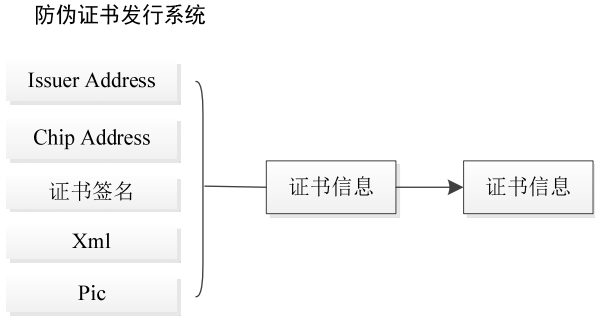 防伪证书发行系统
Issuer Address
Chip Address
证书签名
Xml
Pic
证书信息
证书信息